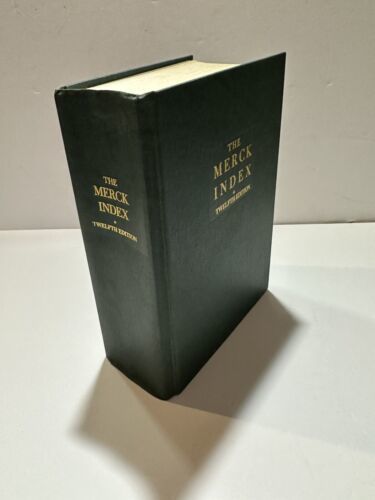 THE
MERCK
INDEX
•
TWELFTH EDITION
THE
MERCK
INDEX
•
TWELFTH EDITION